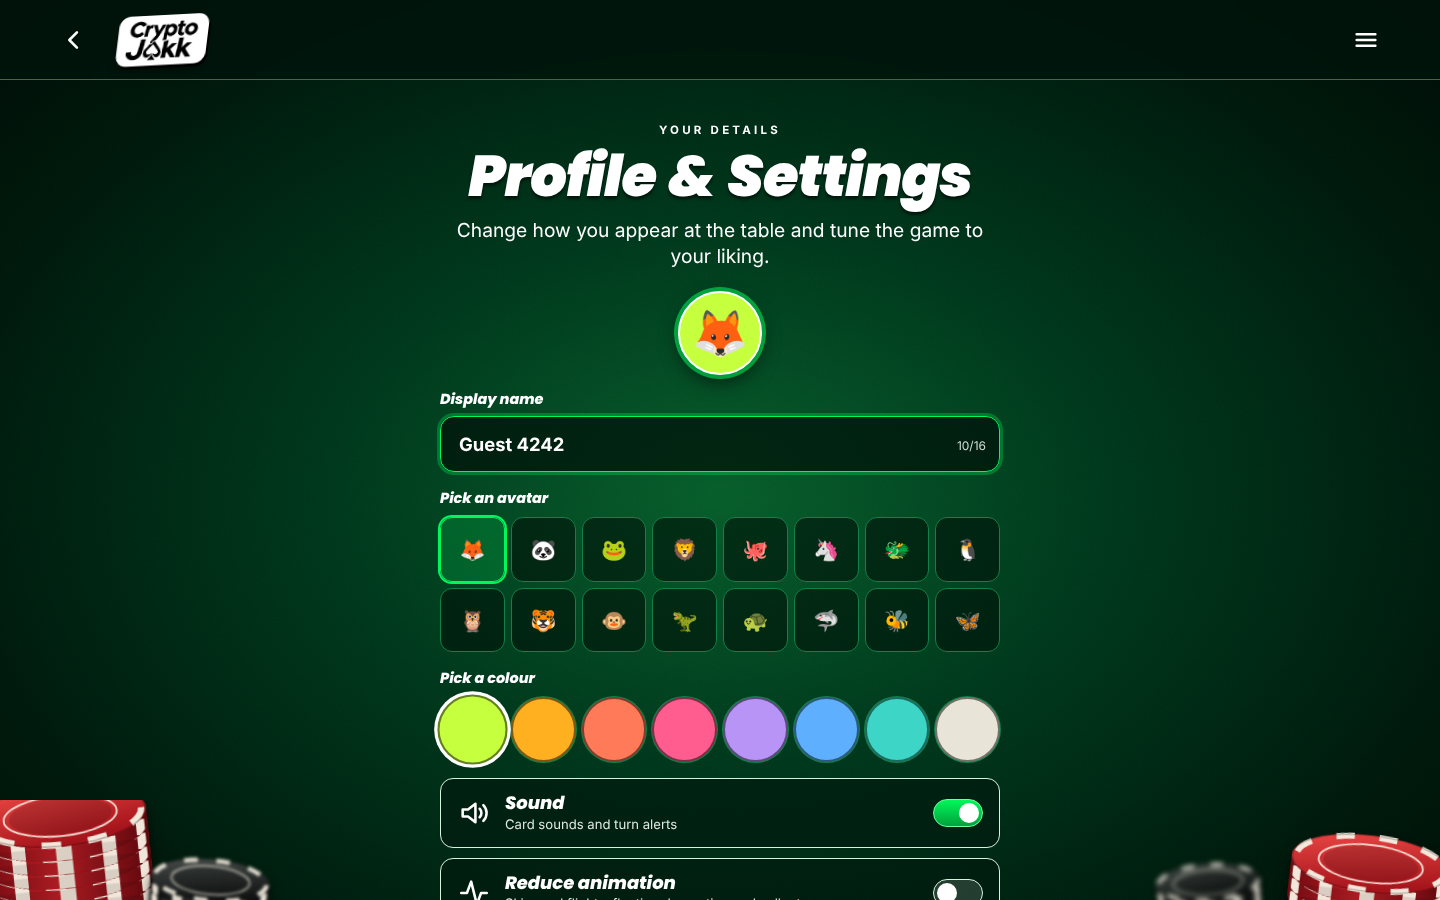 Crypto
Jokk
YOUR DETAILS
Profile & Settings
Change how you appear at the table and tune the game to
your liking.
Display name
Guest 4242
10/16
Pick an avatar
Pick a colour
Sound
Card sounds and turn alerts
Reduce animation